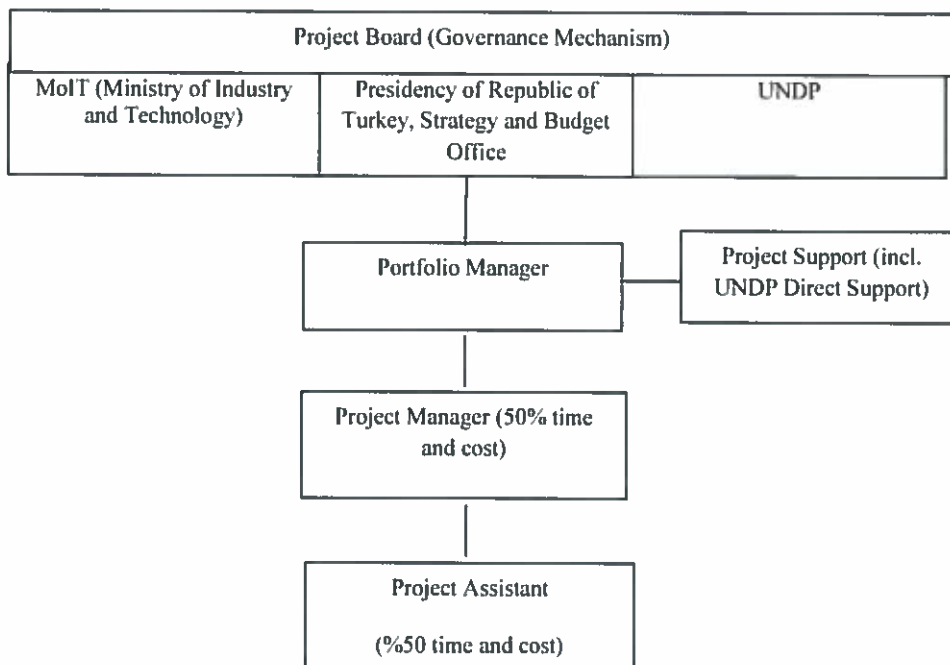 Project Board (Governance Mechanism)
MoIT (Ministry of Industry
and Technology)
Presidency of Republic of
Turkey, Strategy and Budget
Office
UNDP
Portfolio Manager
Project Support (incl.
UNDP Direct Support)
Project Manager (50% time
and cost)
Project Assistant
(%50 time and cost)